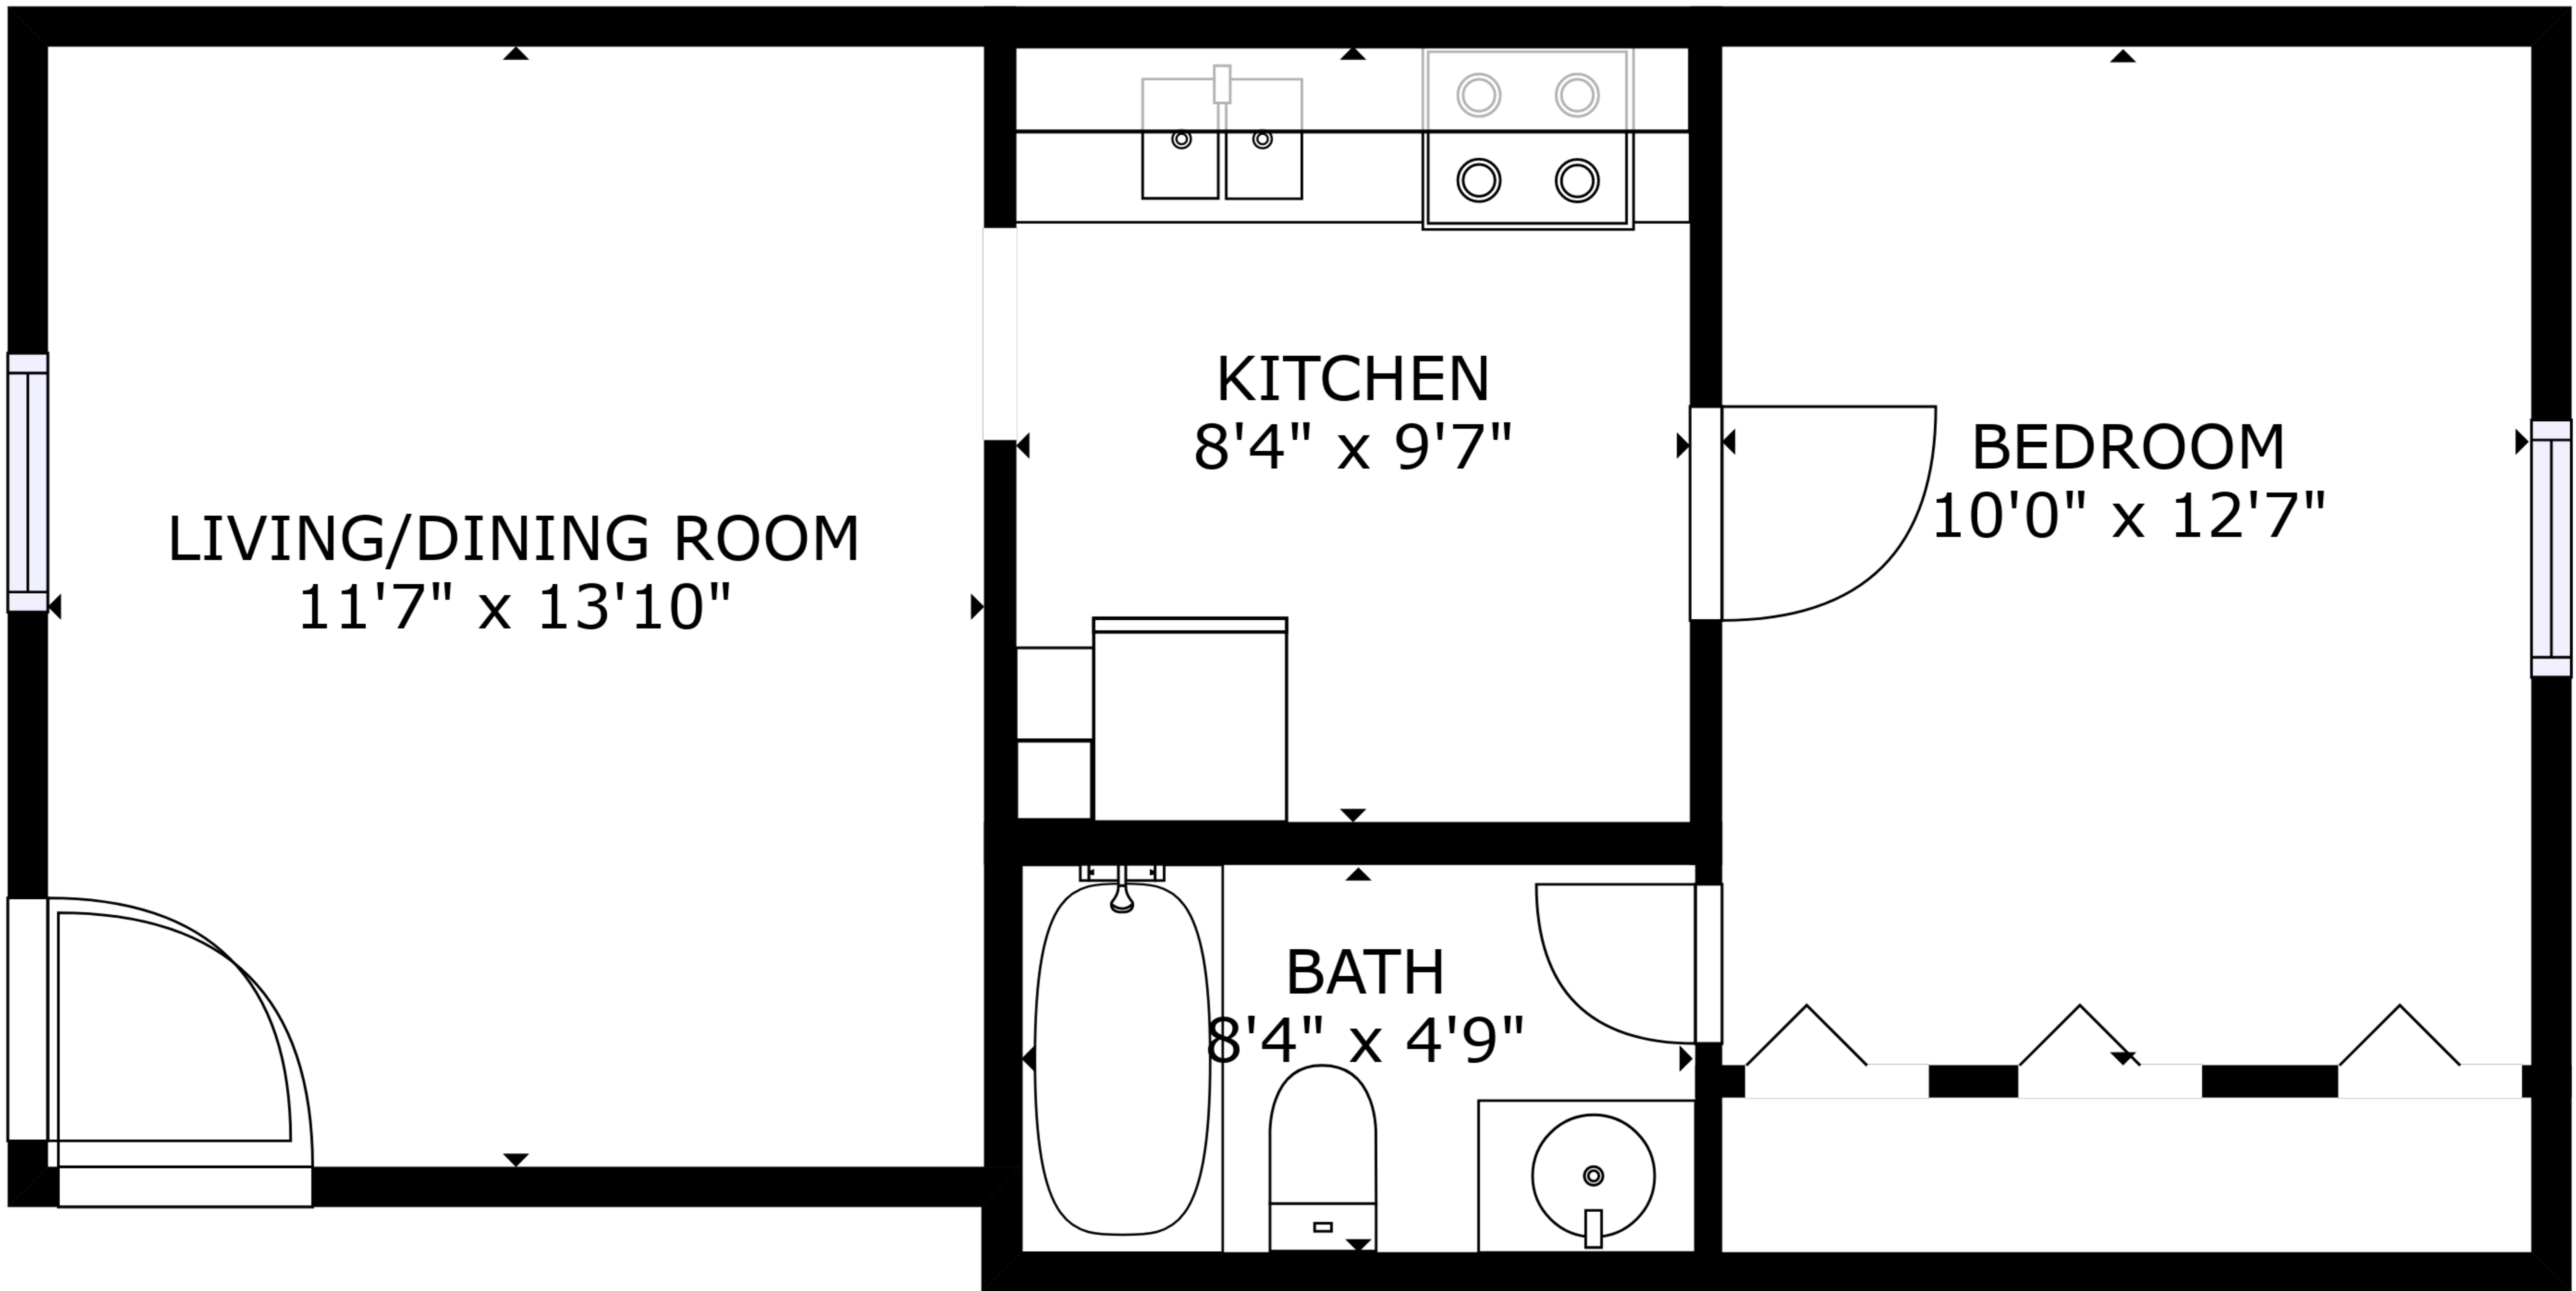 LIVING/DINING ROOM
11'7" x 13'10"
KITCHEN
8'4" x 9'7"
BEDROOM
10'0" x 12'7"
BATH
8'4" x 4'9"